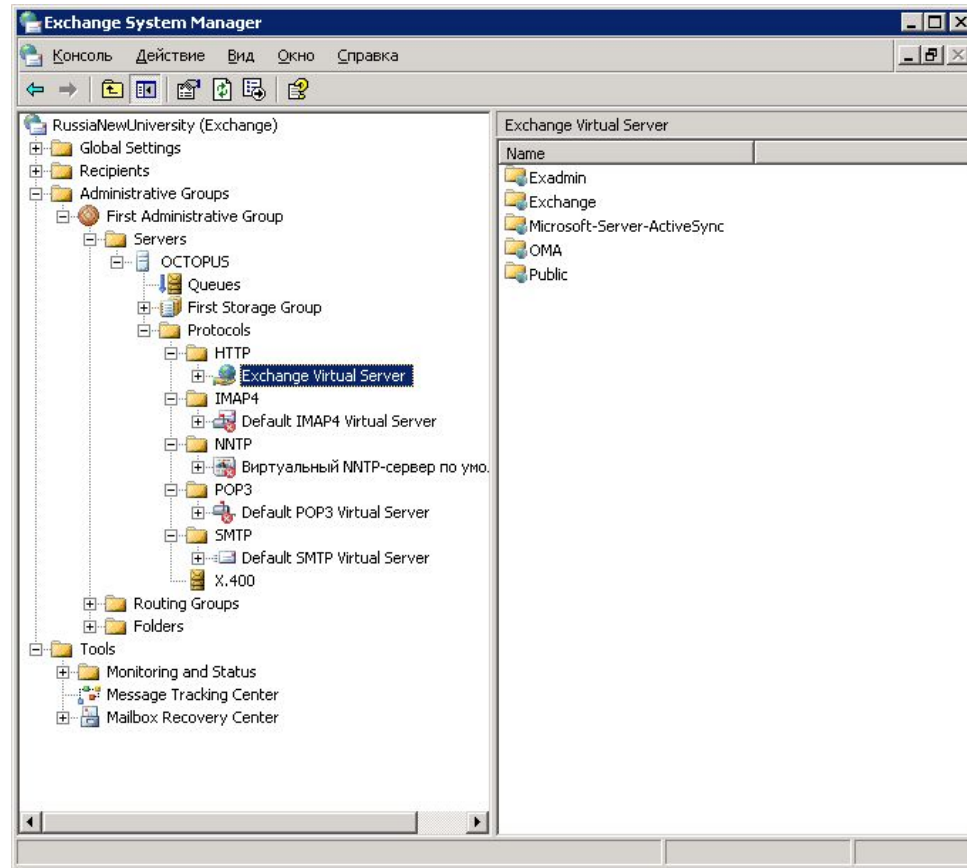 Exchange System Manager
Консоль Действие Вид Окно Справка
RussiaNewUniversity (Exchange)
Global Settings
Recipients
Administrative Groups
First Administrative Group
Servers
OCTOPUS
Queues
First Storage Group
Protocols
HTTP
Exchange Virtual Server
IMAP4
Default IMAP4 Virtual Server
NNTP
Виртуальный NNTP-сервер по умо.
POP3
Default POP3 Virtual Server
SMTP
Default SMTP Virtual Server
X.400
Routing Groups
Folders
Tools
Monitoring and Status
Message Tracking Center
Mailbox Recovery Center
Exchange Virtual Server
Name
Exadmin
Exchange
Microsoft-Server-ActiveSync
OMA
Public